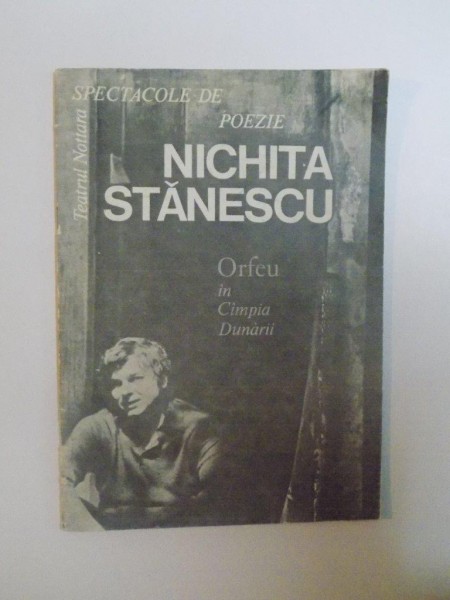 SPECTACOLE DE
POEZIE
Teatrul Nottara
NICHITA
STĂNESCU
Orfeu
în
Cîmpia
Dunării